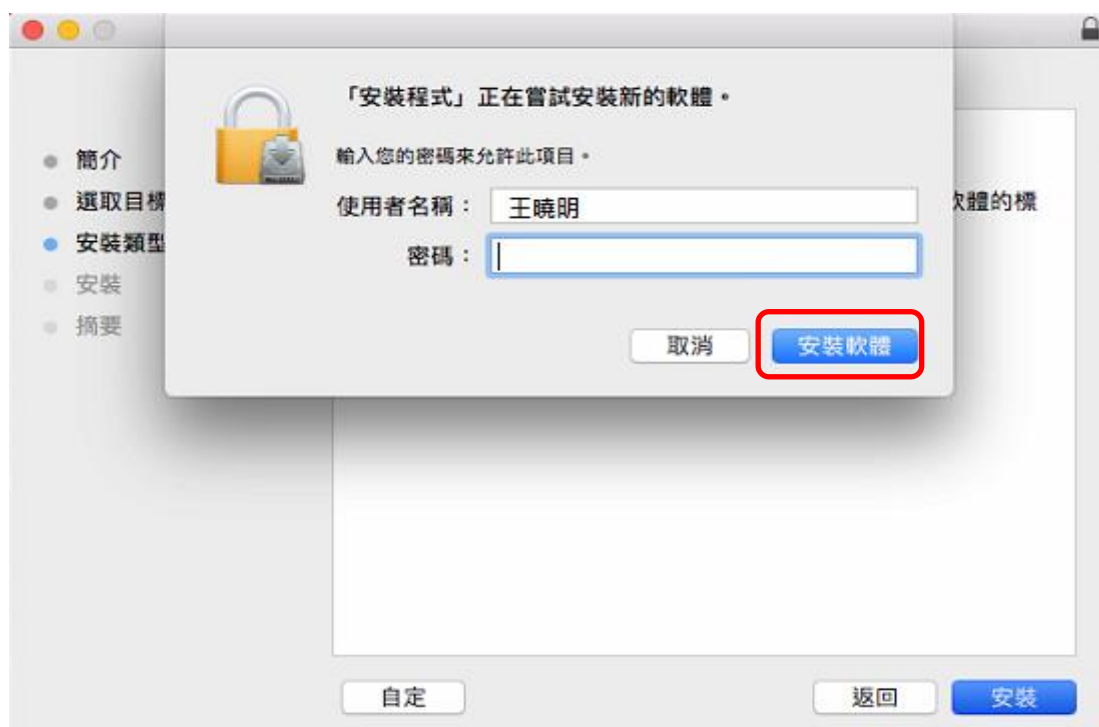 「安裝程式」正在嘗試安裝新的軟體。
輸入您的密碼來允許此項目。
使用者名稱： 王曉明
密碼：
取消 安裝軟體
簡介
選取目標
安裝類型
安裝
摘要
軟體的標
自定 返回 安裝